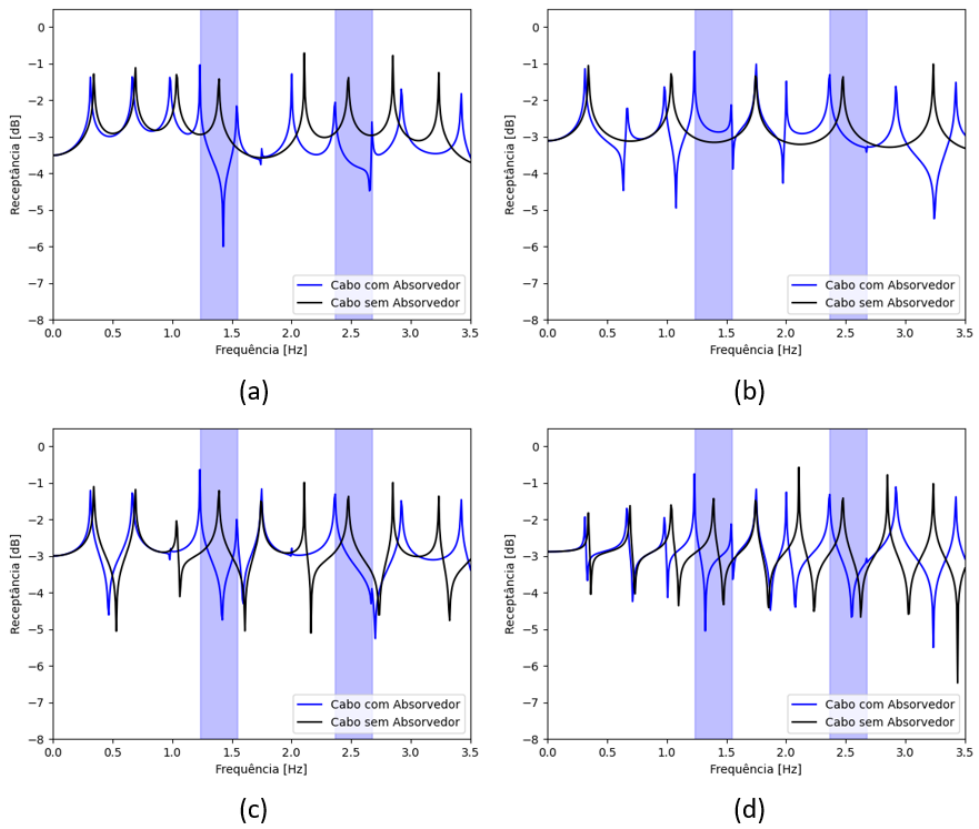 0
−1
−2
−3
−4
−5
−6
−7
−8
Receptância [dB]
Cabo com Absorvedor
Cabo sem Absorvedor
0.0 0.5 1.0 1.5 2.0 2.5 3.0 3.5
Frequência [Hz]
(a)
0
−1
−2
−3
−4
−5
−6
−7
−8
Receptância [dB]
Cabo com Absorvedor
Cabo sem Absorvedor
0.0 0.5 1.0 1.5 2.0 2.5 3.0 3.5
Frequência [Hz]
(b)
0
−1
−2
−3
−4
−5
−6
−7
−8
Receptância [dB]
Cabo com Absorvedor
Cabo sem Absorvedor
0.0 0.5 1.0 1.5 2.0 2.5 3.0 3.5
Frequência [Hz]
(c)
0
−1
−2
−3
−4
−5
−6
−7
−8
Receptância [dB]
Cabo com Absorvedor
Cabo sem Absorvedor
0.0 0.5 1.0 1.5 2.0 2.5 3.0 3.5
Frequência [Hz]
(d)